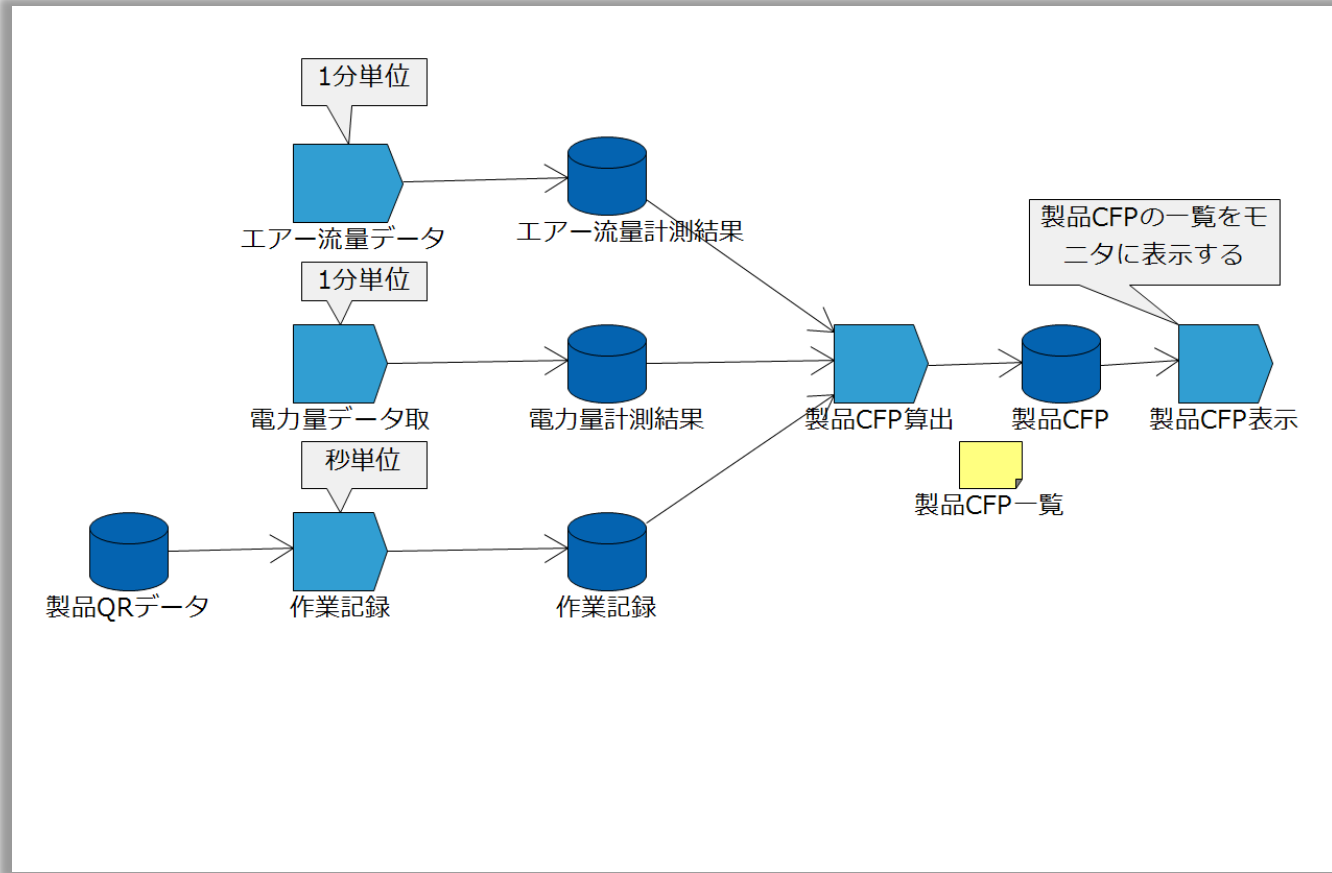 1分単位
エアー流量データ
エアー流量計測結果
製品CFPの一覧をモ
ニタに表示する
1分単位
電力量データ取
電力量計測結果
製品CFP算出
製品CFP
製品CFP表示
秒単位
製品CFP一覧
製品QRデータ
作業記録
作業記録